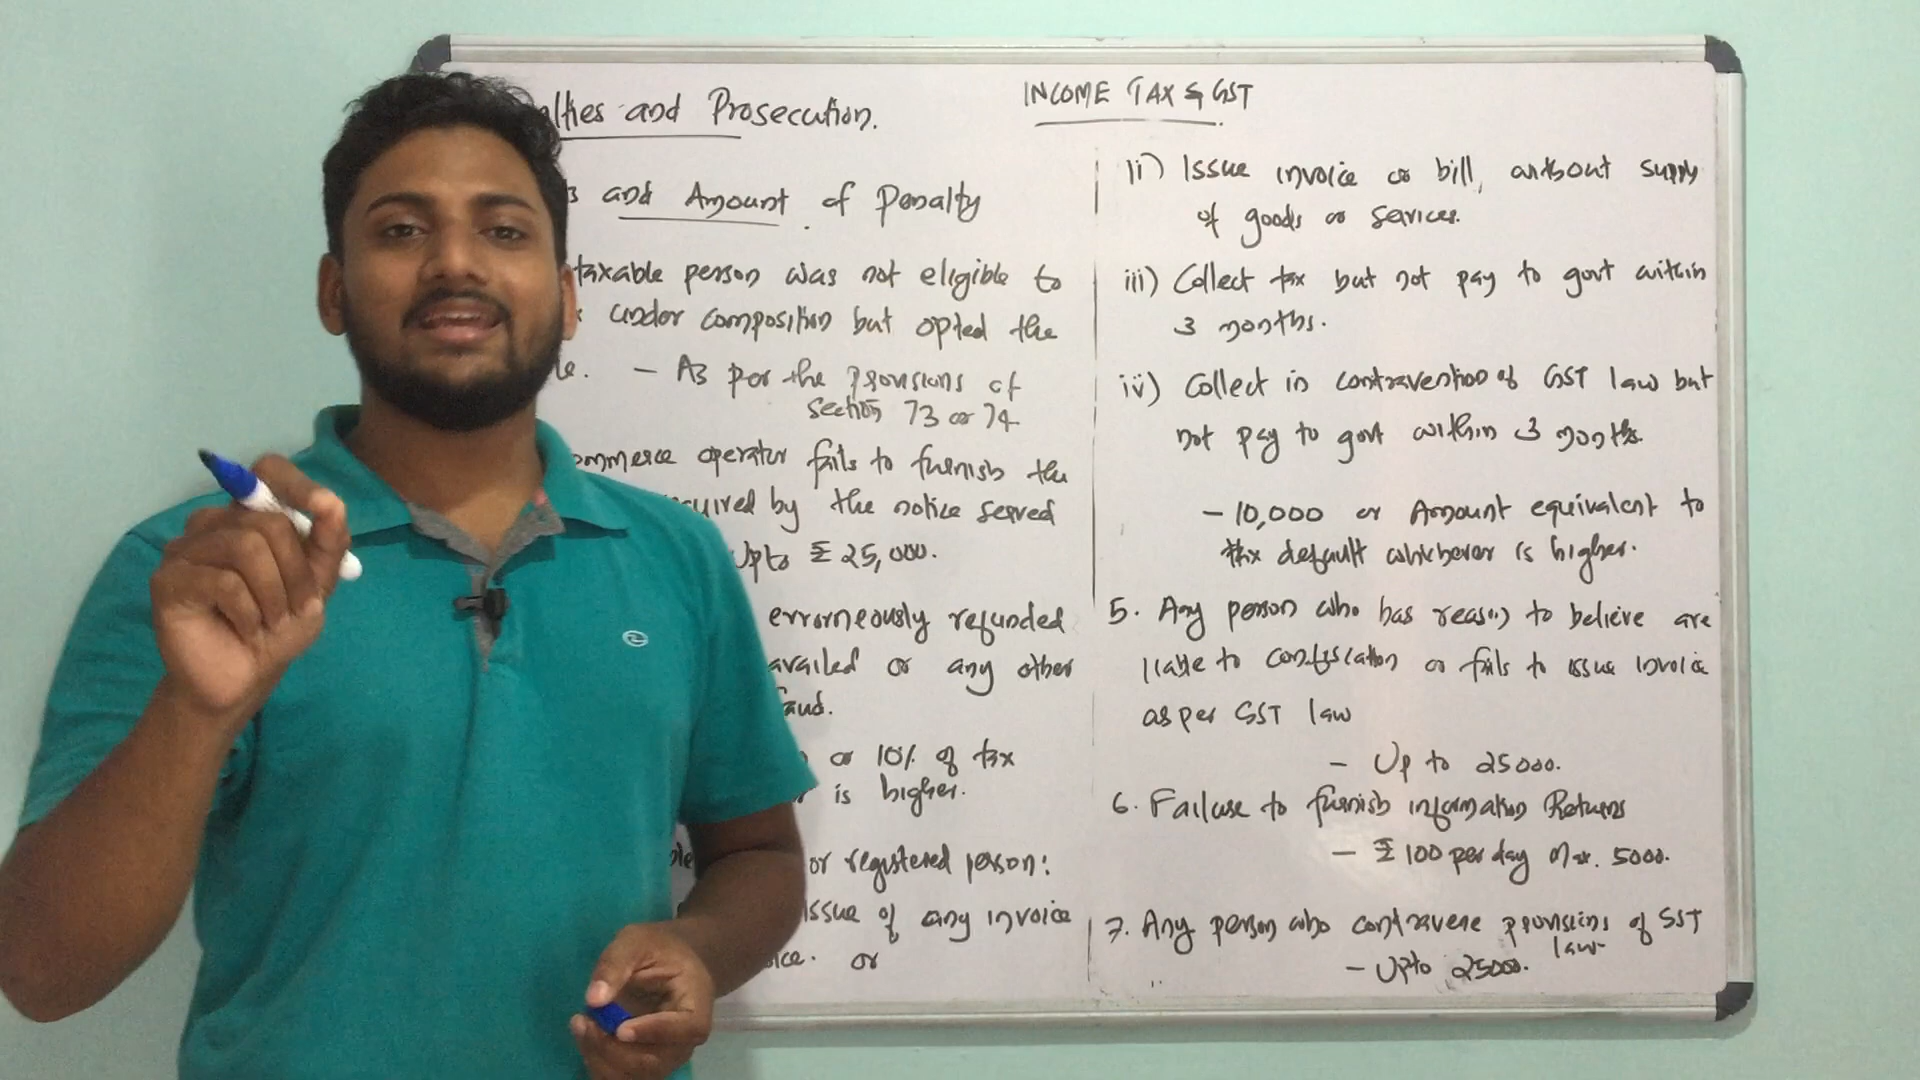 alties and Prosecution.
INCOME TAX & GST
and Amount of Penalty
taxable person was not eligible to
under composition but opted the
le. - As per the provisions of
Section 73 or 74
ommerce operator fails to furnish the
quired by the notice served
Upto ₹ 25,000.
errorneously refunded
availed or any other
aud.
or 10% of tax
is higher.
or registered person:
issue of any invoice
ice. or
ii) Issue invoice or bill, without supply
of goods or services.
iii) Collect tax but not pay to govt within
3 months.
iv) Collect in contravention of GST law but
not pay to govt within 3 months.
- 10,000 or Amount equivalent to
tax default whichever is higher.
5. Any person who has reason to believe are
liable to confiscation or fails to issue invoice
as per GST law
- Up to 25000.
6. Failure to furnish information Returns
- ₹ 100 per day Max. 5000.
7. Any person who contravene provisions of GST
law
- Upto 25000.